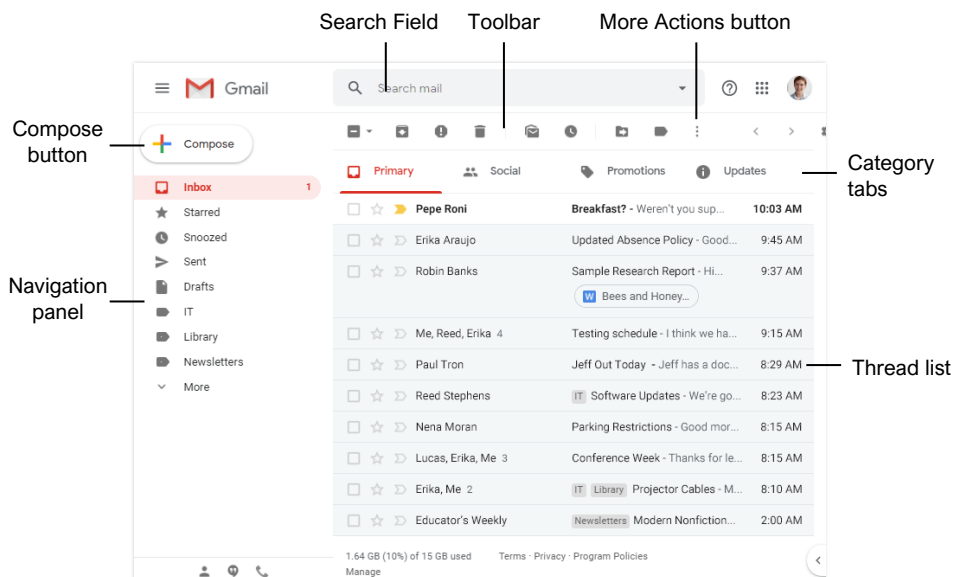 Search Field Toolbar More Actions button
Gmail Search mail
Compose button
Compose
Primary Social Promotions Updates
Category tabs
Inbox 1
Starred
Snoozed
Sent
Drafts
IT
Library
Newsletters
More
Navigation panel
Pepe Roni Breakfast? - Weren't you sup... 10:03 AM
Erika Araujo Updated Absence Policy - Good... 9:45 AM
Robin Banks Sample Research Report - Hi... 9:37 AM
W Bees and Honey...
Me, Reed, Erika 4 Testing schedule - I think we ha... 9:15 AM
Paul Tron Jeff Out Today - Jeff has a doc... 8:29 AM
Thread list
Reed Stephens IT Software Updates - We're go... 8:23 AM
Nena Moran Parking Restrictions - Good mor... 8:15 AM
Lucas, Erika, Me 3 Conference Week - Thanks for le... 8:15 AM
Erika, Me 2 IT Library Projector Cables - M... 8:10 AM
Educator's Weekly Newsletters Modern Nonfiction... 2:00 AM
1.64 GB (10%) of 15 GB used Terms · Privacy · Program Policies
Manage